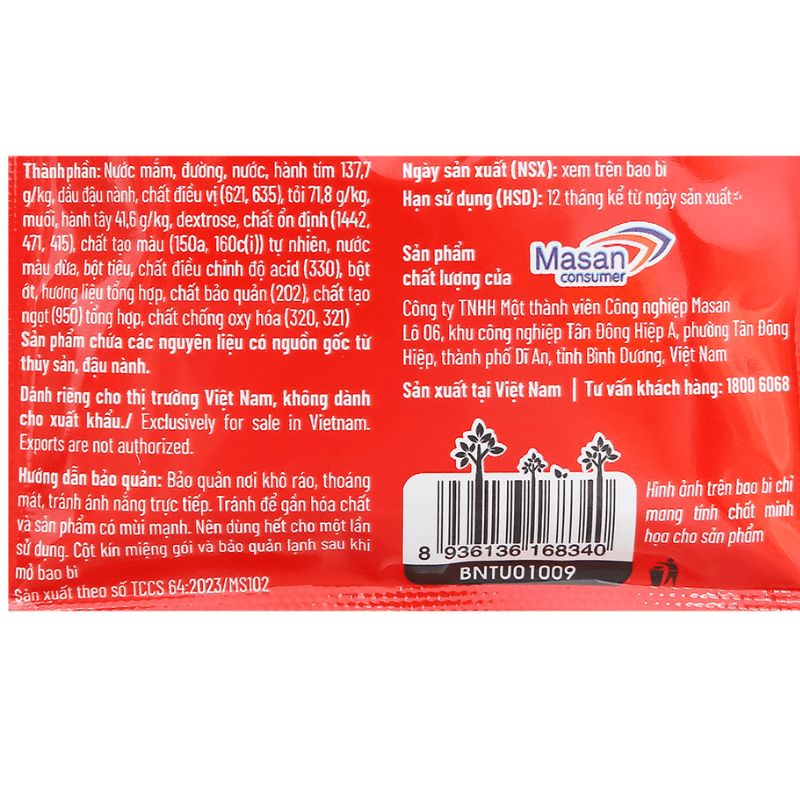 Thành phần: Nước mắm, đường, nước, hành tím 137,7
g/kg, dầu đậu nành, chất điều vị (621, 635), tỏi 71,8 g/kg,
muối, hành tây 41,6 g/kg, dextrose, chất ổn định (1442,
471, 415), chất tạo màu (150a, 160c(i)) tự nhiên, nước
màu dừa, bột tiêu, chất điều chỉnh độ acid (330), bột
ớt, hương liệu tổng hợp, chất bảo quản (202), chất tạo
ngọt (950) tổng hợp, chất chống oxy hóa (320, 321)
Sản phẩm chứa các nguyên liệu có nguồn gốc từ
thủy sản, đậu nành.
Dành riêng cho thị trường Việt Nam, không dành
cho xuất khẩu./ Exclusively for sale in Vietnam.
Exports are not authorized.
Hướng dẫn bảo quản: Bảo quản nơi khô ráo, thoáng
mát, tránh ánh nắng trực tiếp. Tránh để gần hóa chất
và sản phẩm có mùi mạnh. Nên dùng hết cho một lần
sử dụng. Cột kín miệng gói và bảo quản lạnh sau khi
mở bao bì
Sản xuất theo số TCCS 64:2023/MS102
Ngày sản xuất (NSX): xem trên bao bì
Hạn sử dụng (HSD): 12 tháng kể từ ngày sản xuất
Sản phẩm
chất lượng của
Masan
consumer
Công ty TNHH Một thành viên Công nghiệp Masan
Lô 06, khu công nghiệp Tân Đông Hiệp A, phường Tân Đông
Hiệp, thành phố Dĩ An, tỉnh Bình Dương, Việt Nam
Sản xuất tại Việt Nam | Tư vấn khách hàng: 1800 6068
8 936136 168340
BNTU01009
Hình ảnh trên bao bì chỉ
mang tính chất minh
họa cho sản phẩm